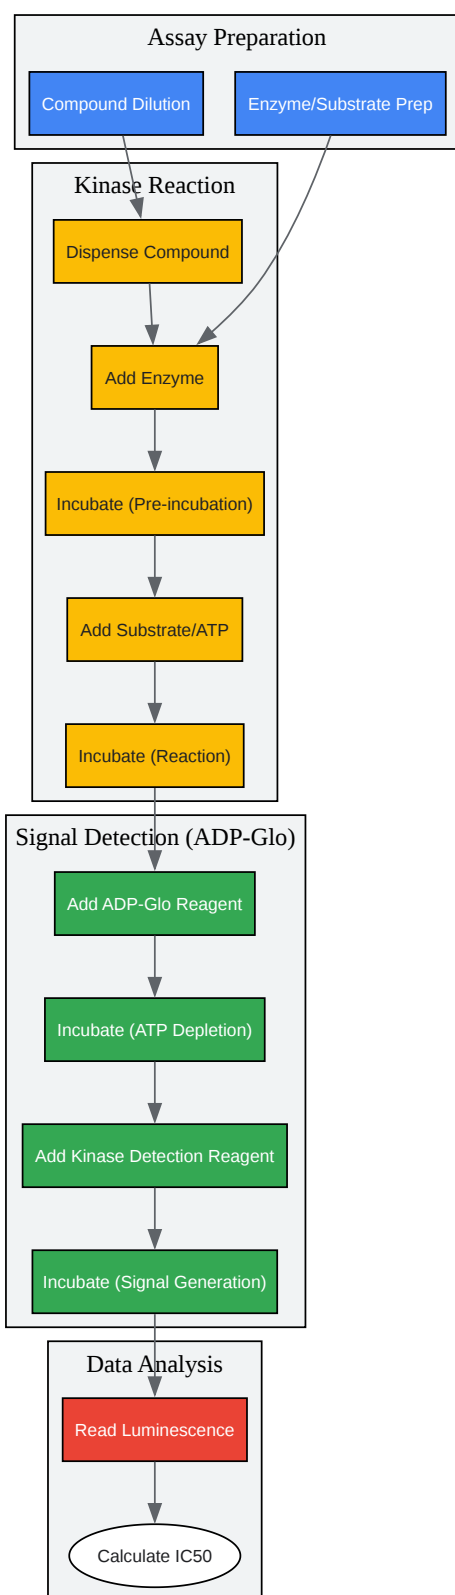 Assay Preparation
Compound Dilution
Enzyme/Substrate Prep
Kinase Reaction
Dispense Compound
Add Enzyme
Incubate (Pre-incubation)
Add Substrate/ATP
Incubate (Reaction)
Signal Detection (ADP-Glo)
Add ADP-Glo Reagent
Incubate (ATP Depletion)
Add Kinase Detection Reagent
Incubate (Signal Generation)
Data Analysis
Read Luminescence
Calculate IC50